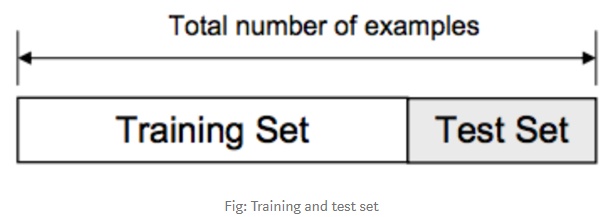 Total number of examples
Training Set Test Set
Fig: Training and test set